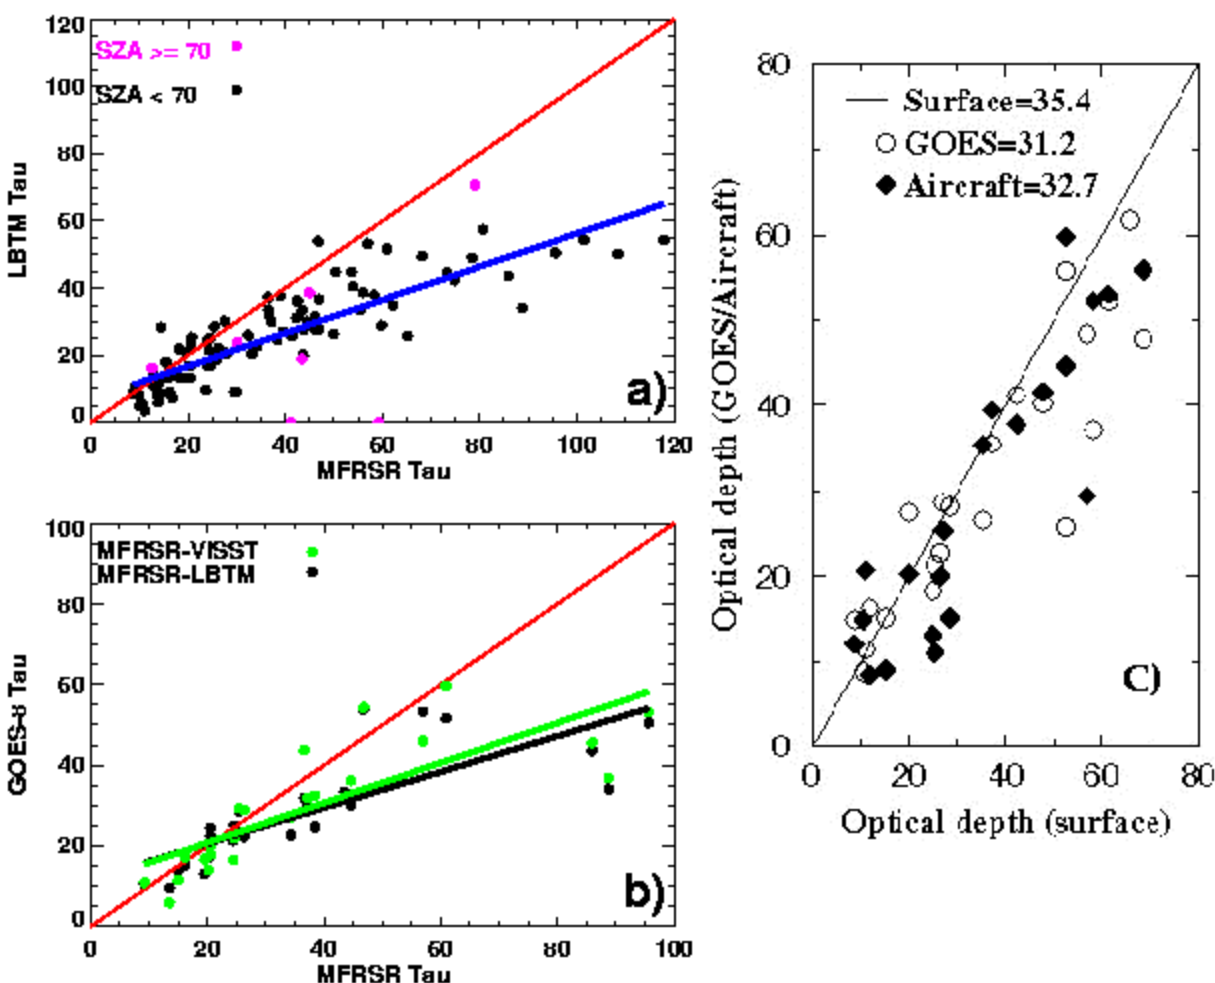 120
100
80
60
40
20
0
LBTM Tau
SZA >= 70
SZA < 70
a)
0 20 40 60 80 100 120
MFRSR Tau
100
80
60
40
20
0
GOES-8 Tau
MFRSR-VISST
MFRSR-LBTM
b)
0 20 40 60 80 100
MFRSR Tau
80
60
40
20
0
Optical depth (GOES/Aircraft)
Surface=35.4
GOES=31.2
Aircraft=32.7
C)
0 20 40 60 80
Optical depth (surface)